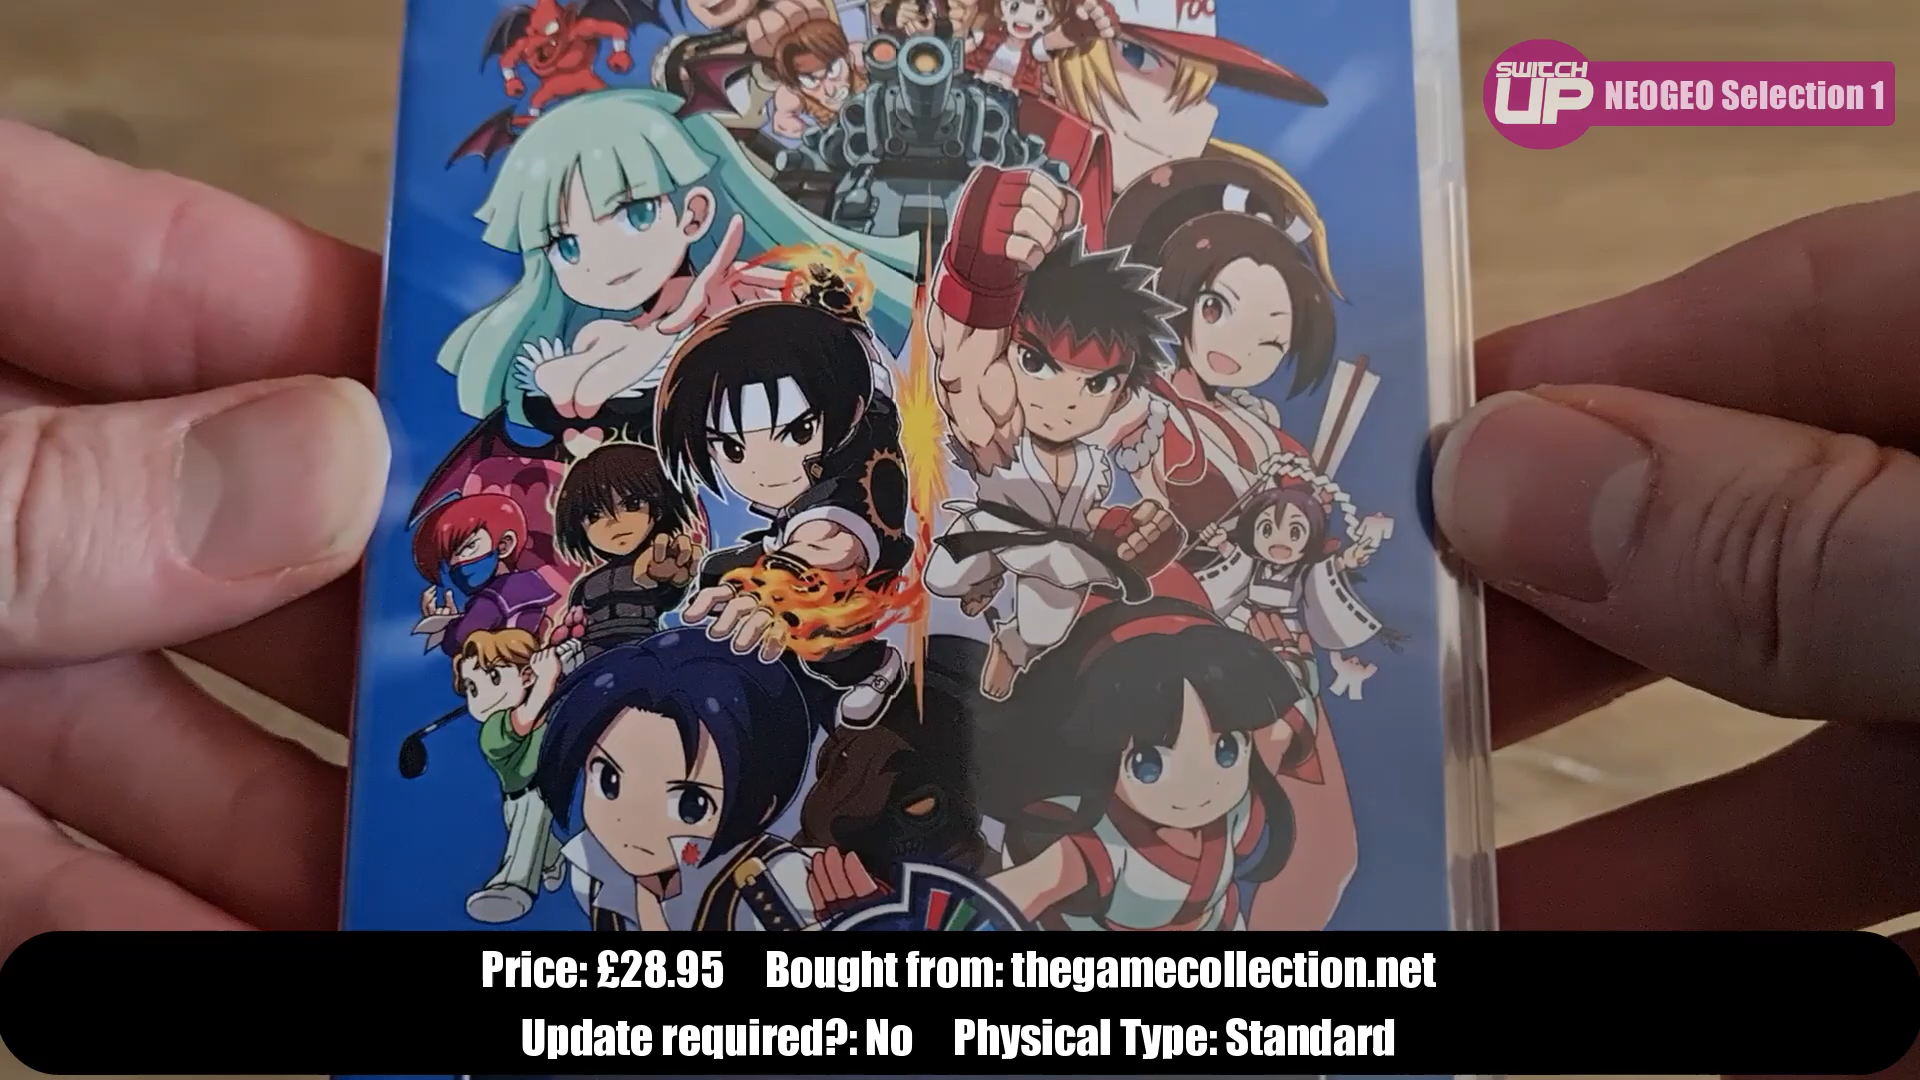 SWITCH
UP
NEOGEO Selection 1
Price: £28.95 Bought from: thegamecollection.net
Update required?: No Physical Type: Standard